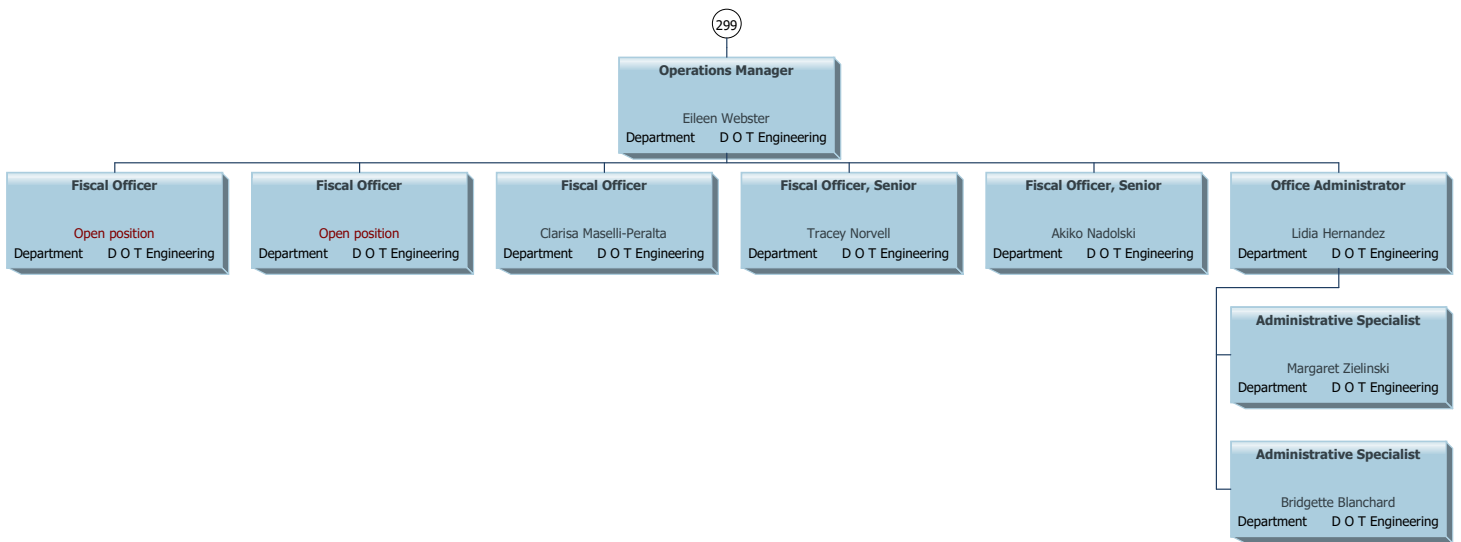 299
Operations Manager
Eileen Webster
Department D O T Engineering
Fiscal Officer
Open position
Department D O T Engineering
Fiscal Officer
Open position
Department D O T Engineering
Fiscal Officer
Clarisa Maselli-Peralta
Department D O T Engineering
Fiscal Officer, Senior
Tracey Norvell
Department D O T Engineering
Fiscal Officer, Senior
Akiko Nadolski
Department D O T Engineering
Office Administrator
Lidia Hernandez
Department D O T Engineering
Administrative Specialist
Margaret Zielinski
Department D O T Engineering
Administrative Specialist
Bridgette Blanchard
Department D O T Engineering